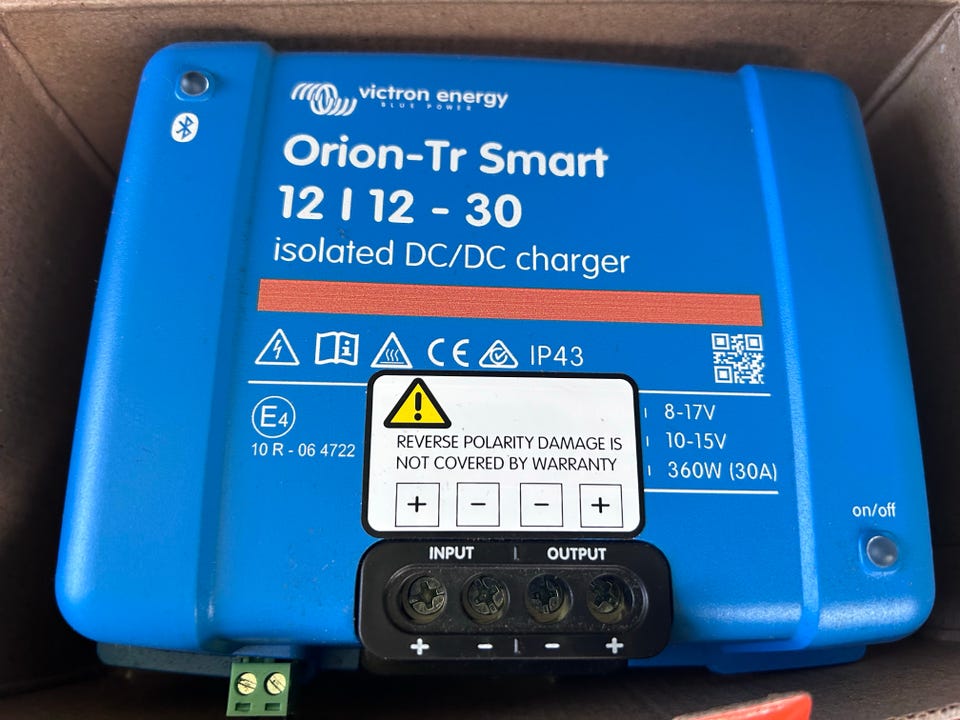 victron energy
BLUE POWER
Orion-Tr Smart
12 | 12 - 30
isolated DC/DC charger
CE IP43
E4
10 R - 06 4722
8-17V
10-15V
360W (30A)
REVERSE POLARITY DAMAGE IS
NOT COVERED BY WARRANTY
+ - - +
on/off
INPUT | OUTPUT
+ - | - +